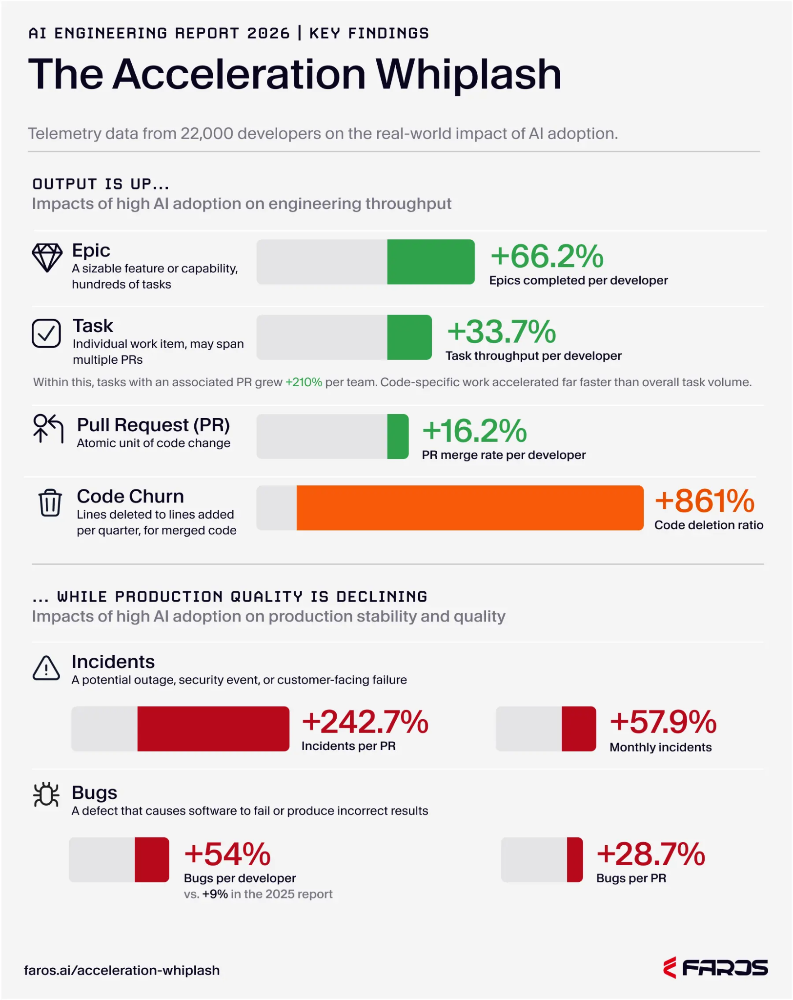 AI ENGINEERING REPORT 2026 | KEY FINDINGS
The Acceleration Whiplash
Telemetry data from 22,000 developers on the real-world impact of AI adoption.
OUTPUT IS UP...
Impacts of high AI adoption on engineering throughput
Epic
A sizable feature or capability,
hundreds of tasks
+66.2%
Epics completed per developer
Task
Individual work item, may span
multiple PRs
+33.7%
Task throughput per developer
Within this, tasks with an associated PR grew +210% per team. Code-specific work accelerated far faster than overall task volume.
Pull Request (PR)
Atomic unit of code change
+16.2%
PR merge rate per developer
Code Churn
Lines deleted to lines added
per quarter, for merged code
+861%
Code deletion ratio
... WHILE PRODUCTION QUALITY IS DECLINING
Impacts of high AI adoption on production stability and quality
Incidents
A potential outage, security event, or customer-facing failure
+242.7%
Incidents per PR
+57.9%
Monthly incidents
Bugs
A defect that causes software to fail or produce incorrect results
+54%
Bugs per developer
vs. +9% in the 2025 report
+28.7%
Bugs per PR
faros.ai/acceleration-whiplash
FAROS